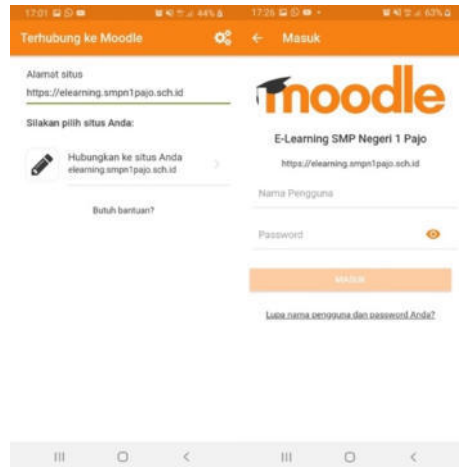 17:01
44%
Terhubung ke Moodle
Alamat situs
https://elearning.smpn1pajo.sch.id
Silakan pilih situs Anda:
Hubungkan ke situs Anda
elearning.smpn1pajo.sch.id
Butuh bantuan?
17:26
63%
Masuk
moodle
E-Learning SMP Negeri 1 Pajo
https://elearning.smpn1pajo.sch.id
Nama Pengguna
Password
MASUK
Lupa nama pengguna dan password Anda?